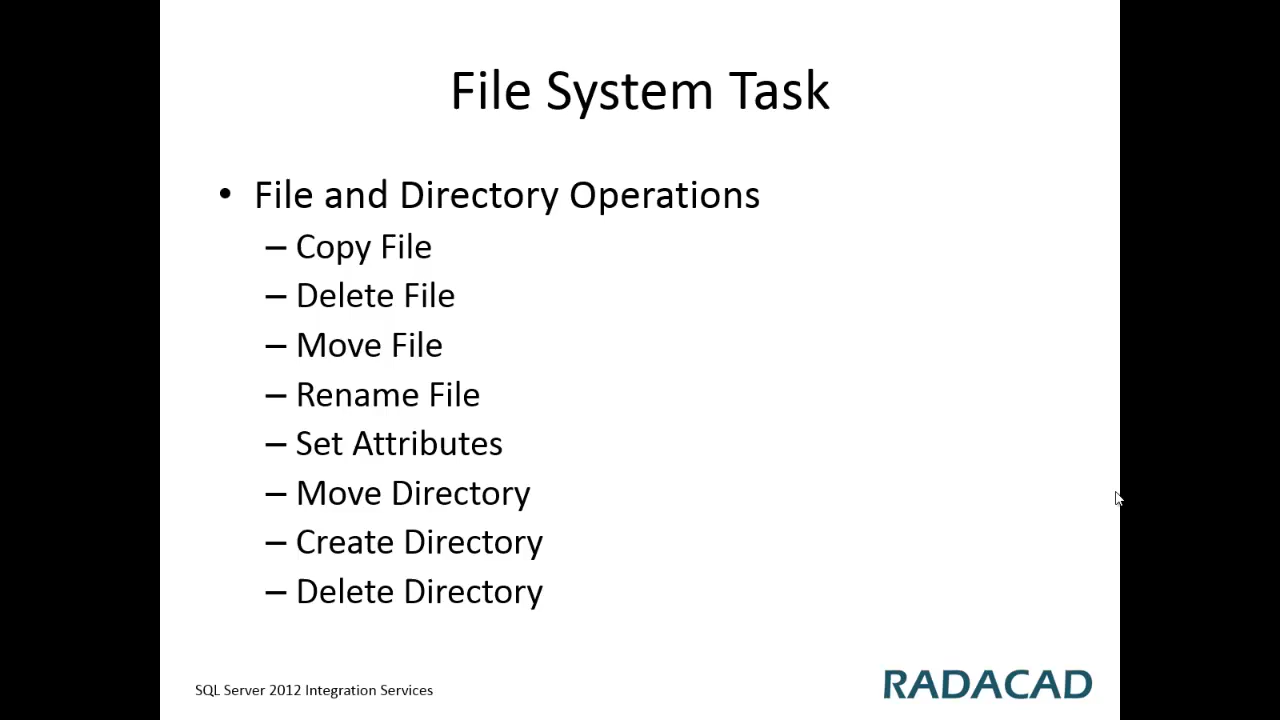 File System Task
• File and Directory Operations
– Copy File
– Delete File
– Move File
– Rename File
– Set Attributes
– Move Directory
– Create Directory
– Delete Directory
SQL Server 2012 Integration Services
RADACAD